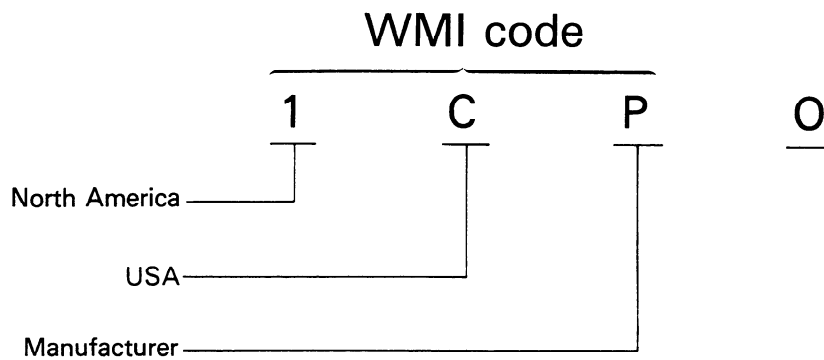 WMI code
1 C P O
North America
USA
Manufacturer